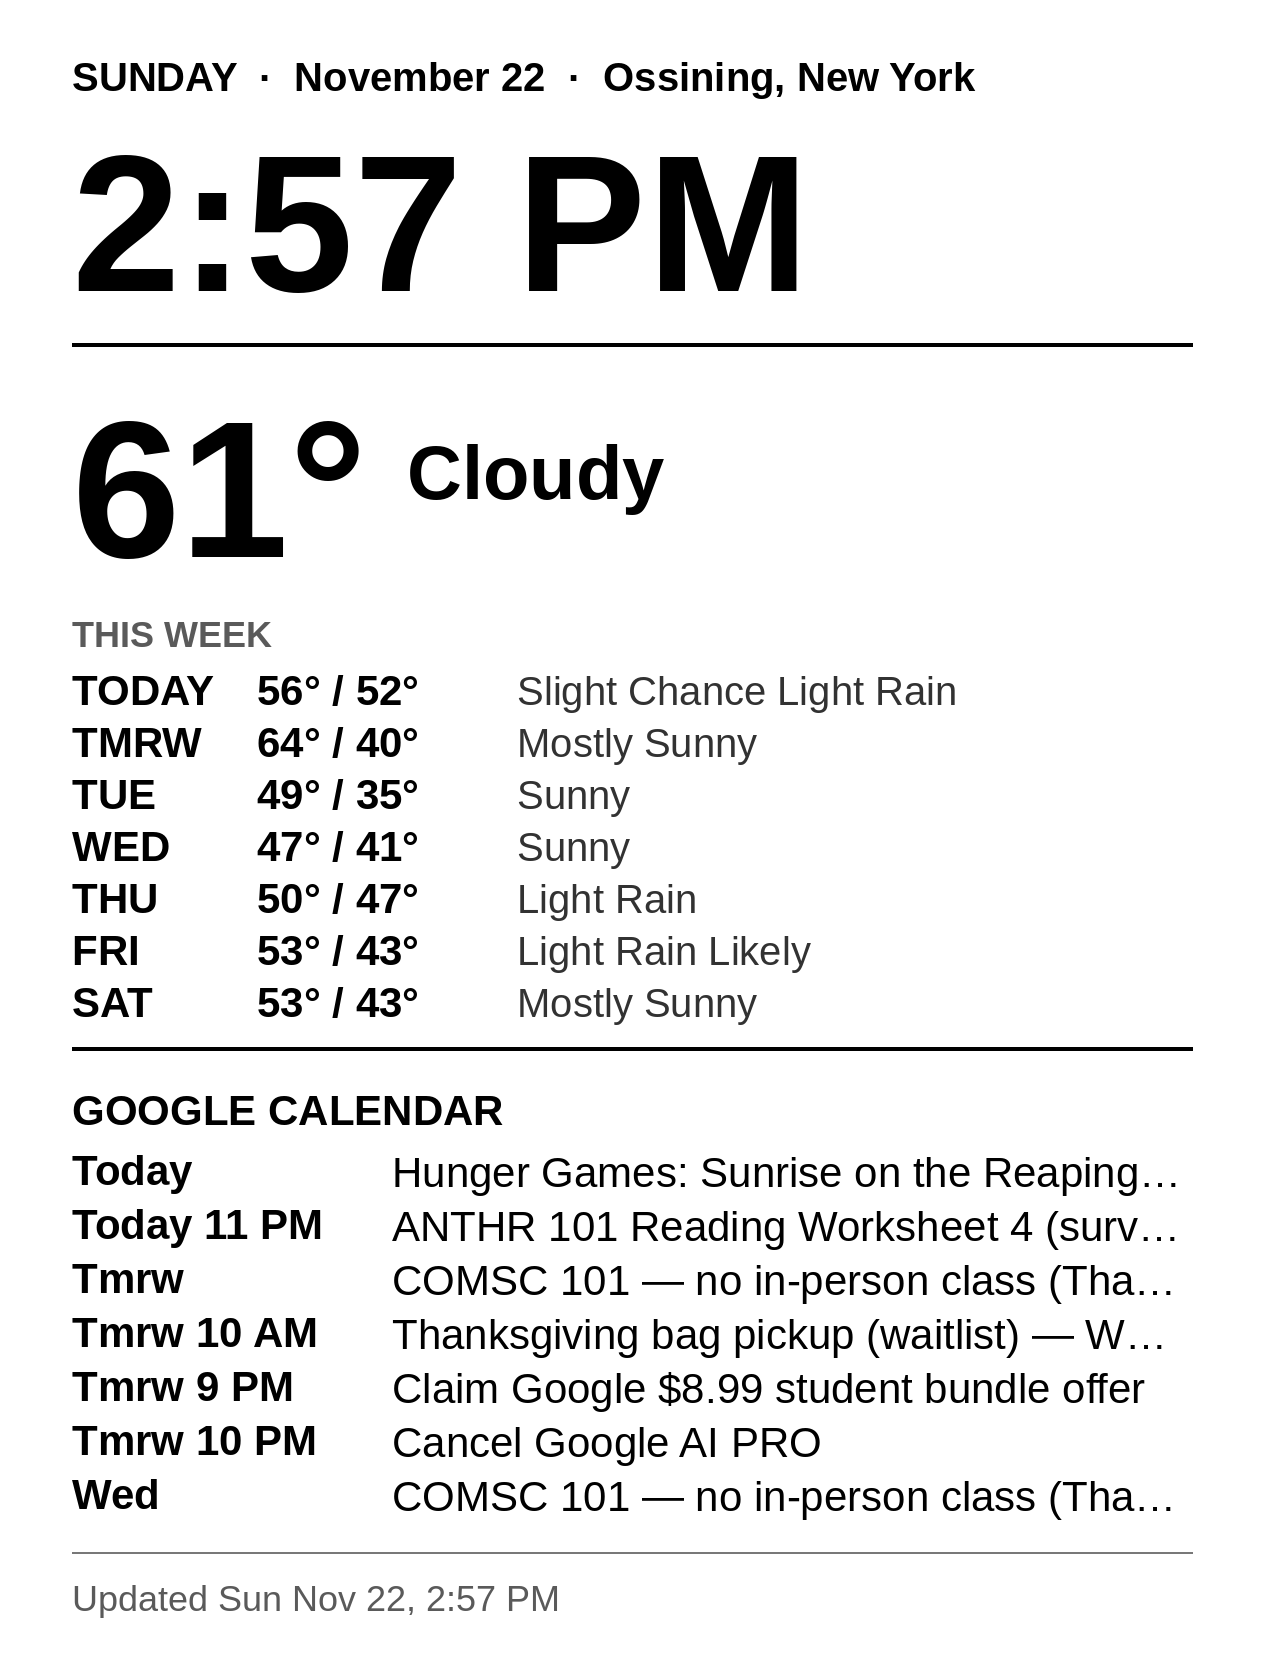 SUNDAY · November 22 · Ossining, New York
2:57 PM
61° Cloudy
THIS WEEK
TODAY 56° / 52° Slight Chance Light Rain
TMRW 64° / 40° Mostly Sunny
TUE 49° / 35° Sunny
WED 47° / 41° Sunny
THU 50° / 47° Light Rain
FRI 53° / 43° Light Rain Likely
SAT 53° / 43° Mostly Sunny
GOOGLE CALENDAR
Today Hunger Games: Sunrise on the Reaping…
Today 11 PM ANTHR 101 Reading Worksheet 4 (surv…
Tmrw COMSC 101 — no in-person class (Tha…
Tmrw 10 AM Thanksgiving bag pickup (waitlist) — W…
Tmrw 9 PM Claim Google $8.99 student bundle offer
Tmrw 10 PM Cancel Google AI PRO
Wed COMSC 101 — no in-person class (Tha…
Updated Sun Nov 22, 2:57 PM